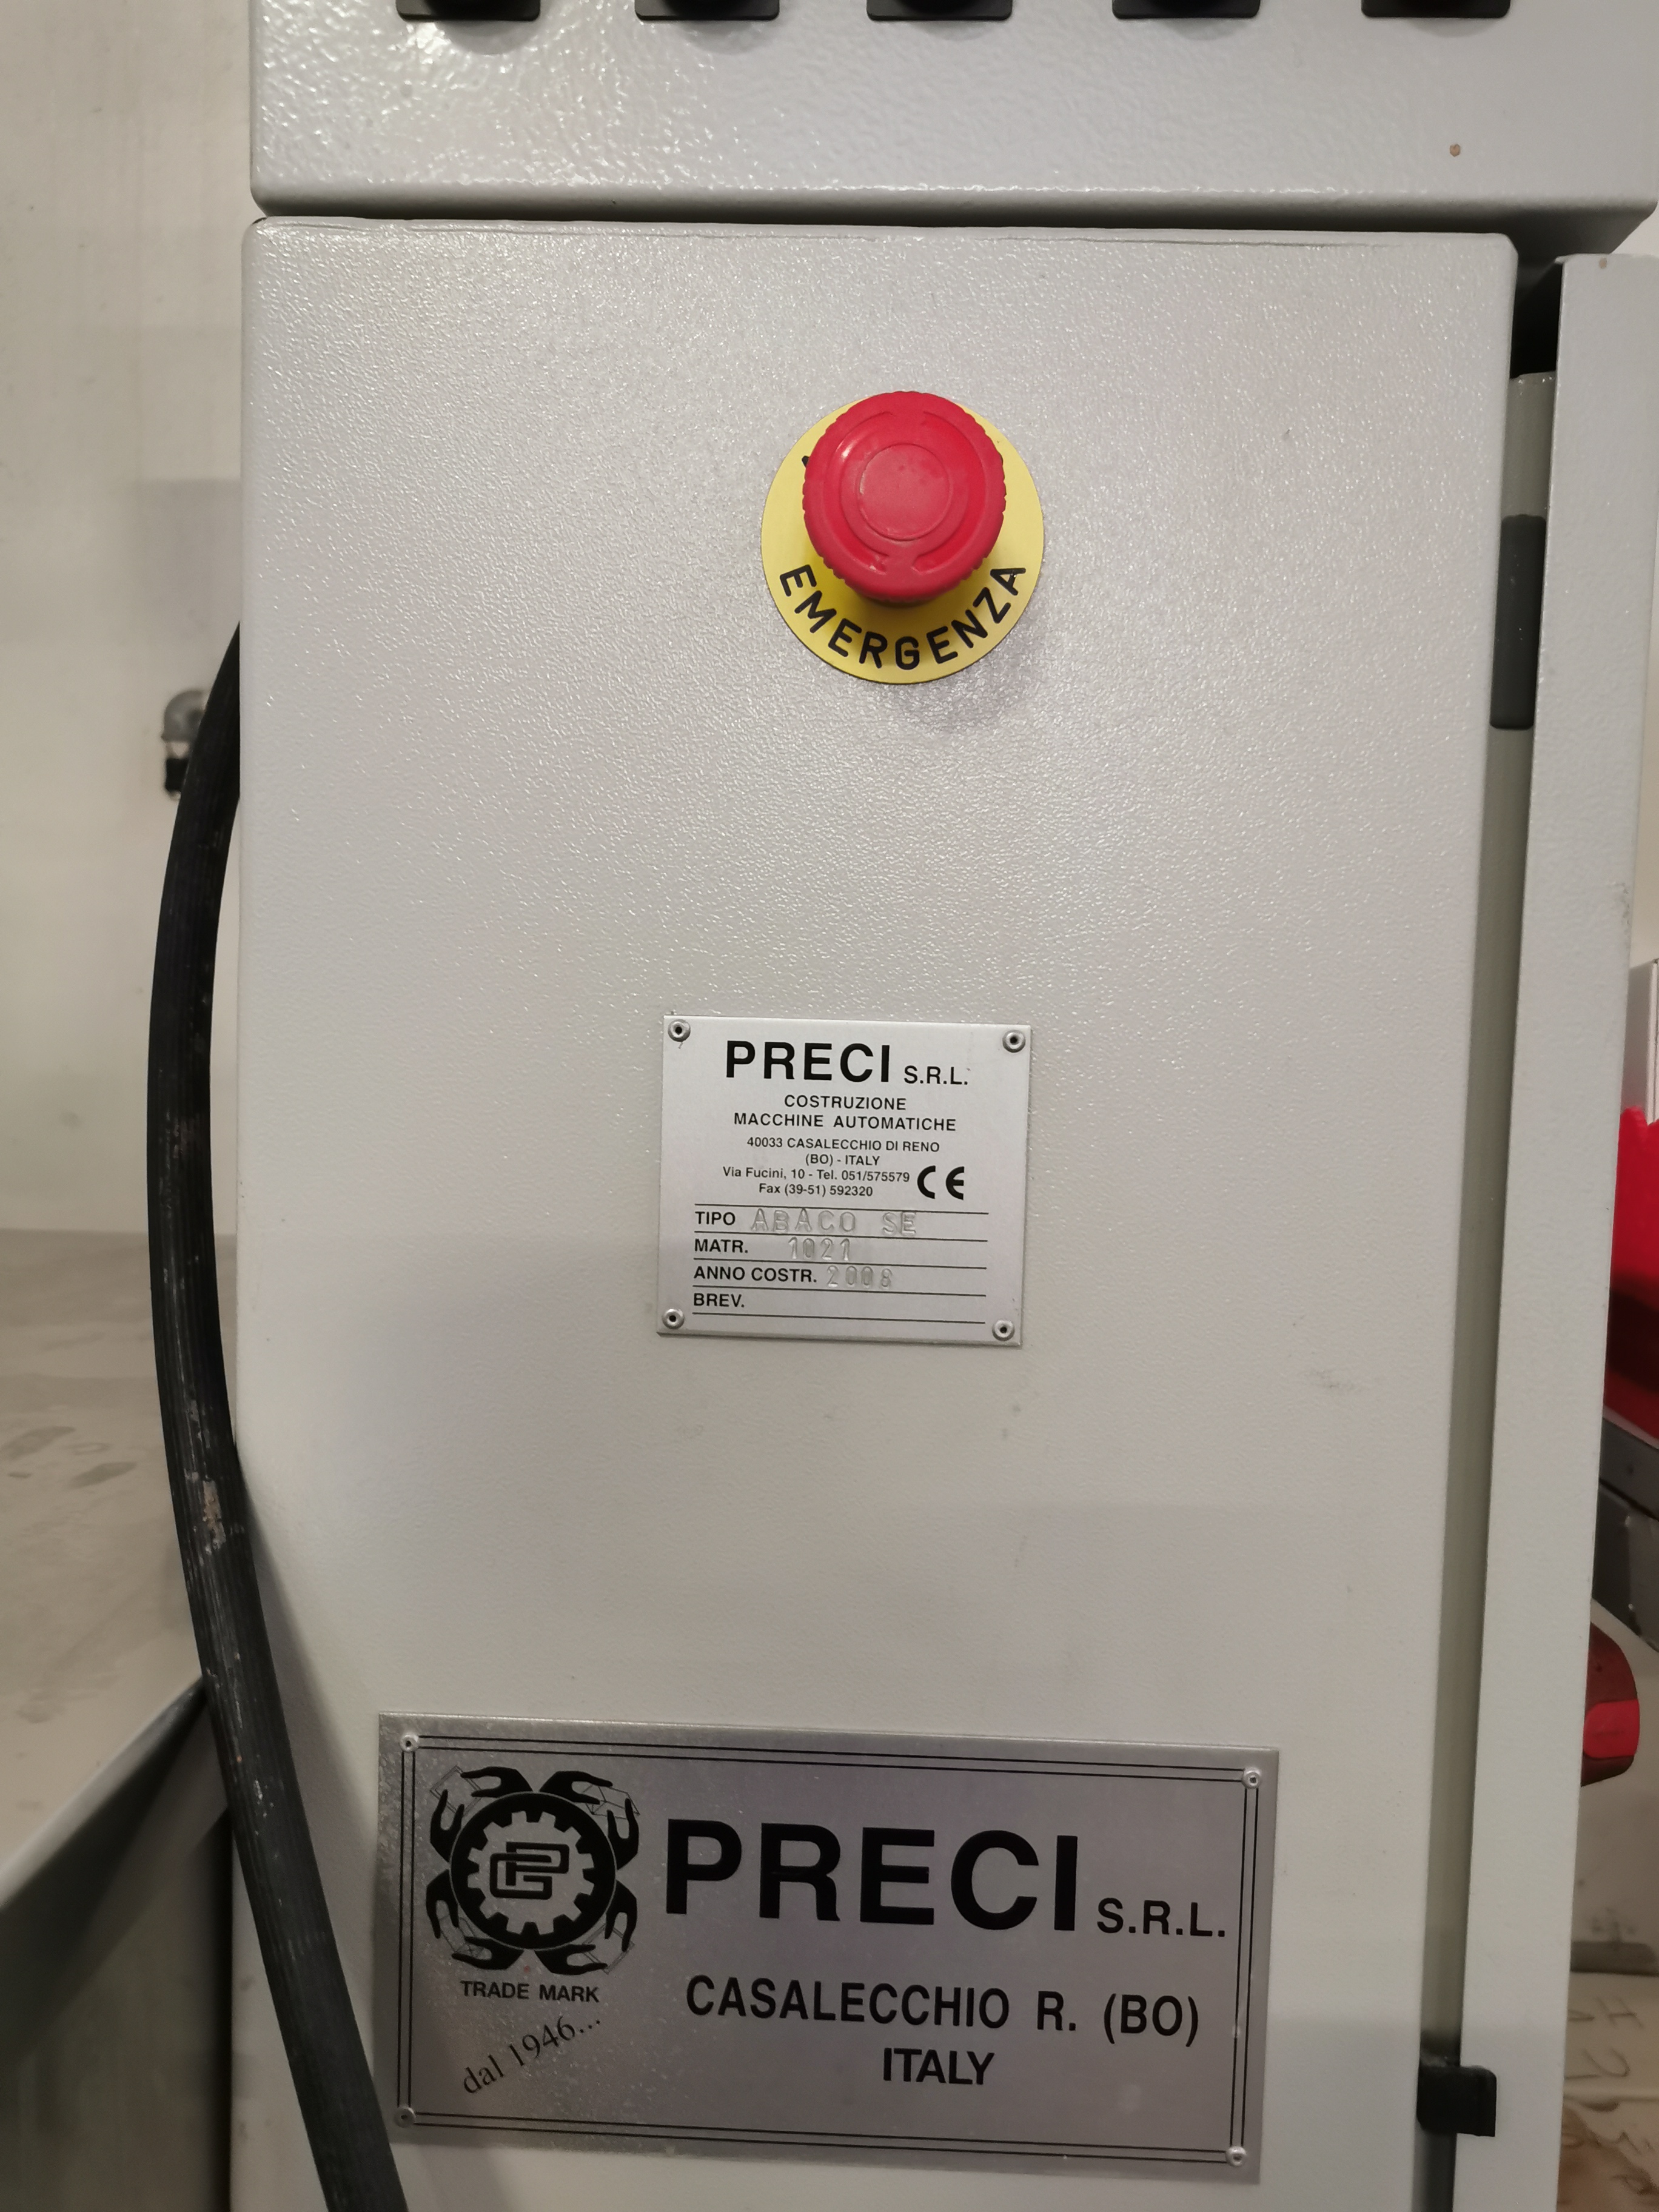 EMERGENZA
PRECI S.R.L.
COSTRUZIONE
MACCHINE AUTOMATICHE
40033 CASALECCHIO DI RENO
(BO) - ITALY
Via Fucini, 10 - Tel. 051/575579
Fax (39-51) 592320
CE
TIPO ABACO SE
MATR. 1021
ANNO COSTR. 2008
BREV.
PRECI S.R.L.
TRADE MARK
dal 1946...
CASALECCHIO R. (BO)
ITALY